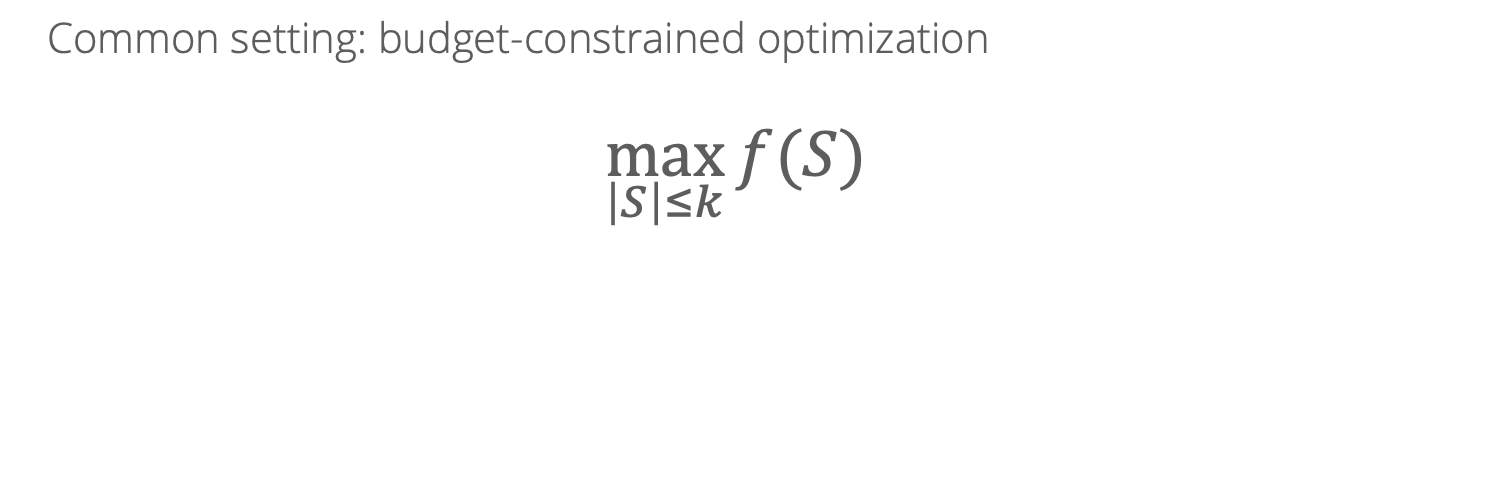 Common setting: budget-constrained optimization
max f(S)
|S|≤k